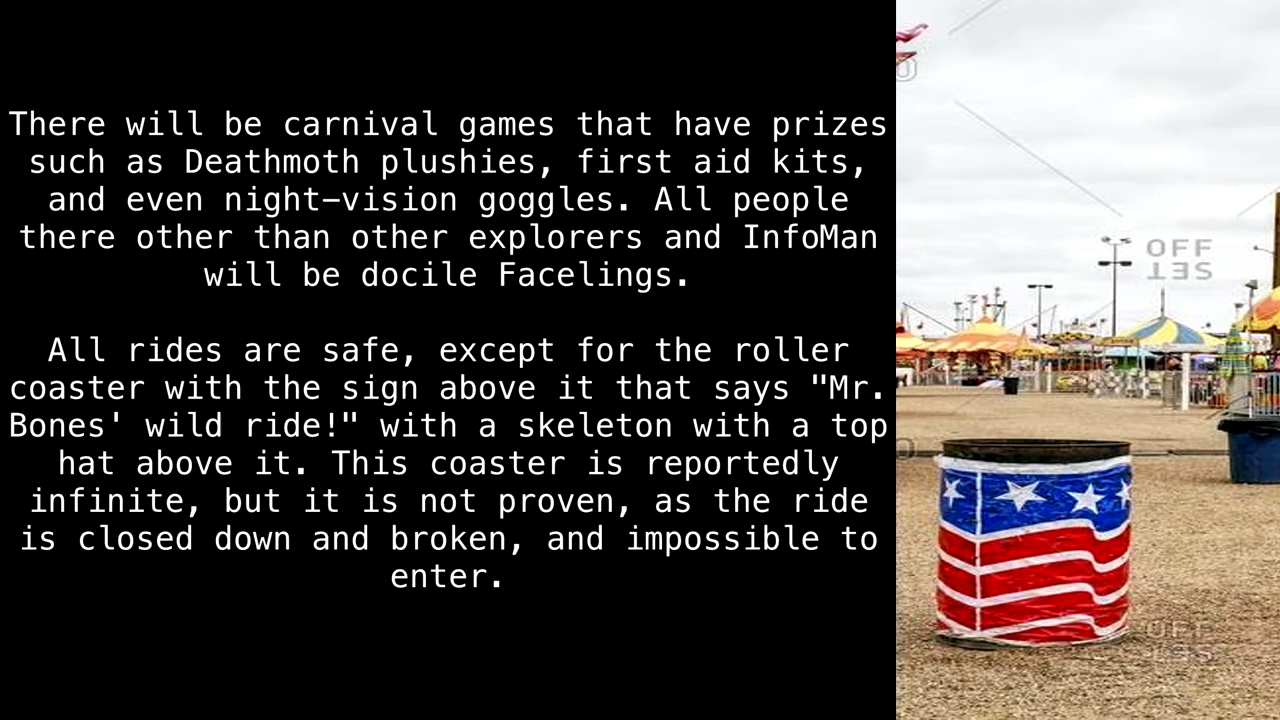 There will be carnival games that have prizes
such as Deathmoth plushies, first aid kits,
and even night-vision goggles. All people
there other than other explorers and InfoMan
will be docile Facelings.
All rides are safe, except for the roller
coaster with the sign above it that says "Mr.
Bones' wild ride!" with a skeleton with a top
hat above it. This coaster is reportedly
infinite, but it is not proven, as the ride
is closed down and broken, and impossible to
enter.
OFF
SET
OFF
SET